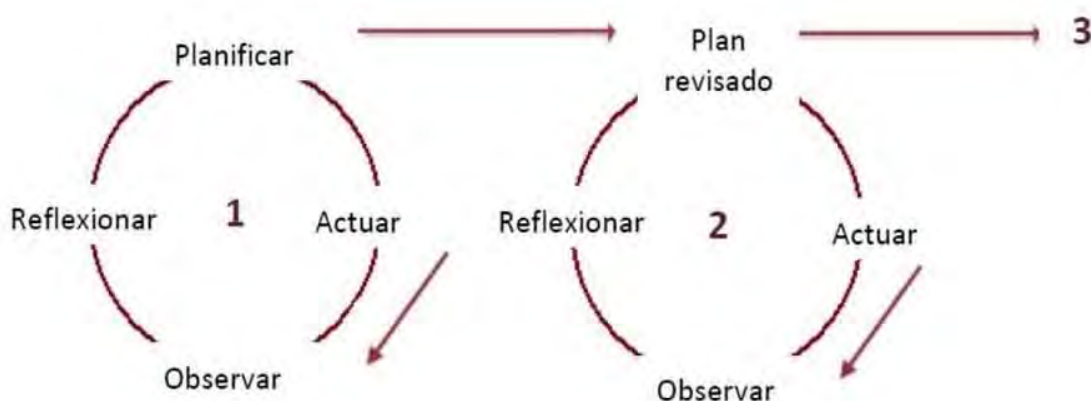 Planificar
Plan
revisado
3
Reflexionar
1
Actuar
Reflexionar
2
Actuar
Observar
Observar